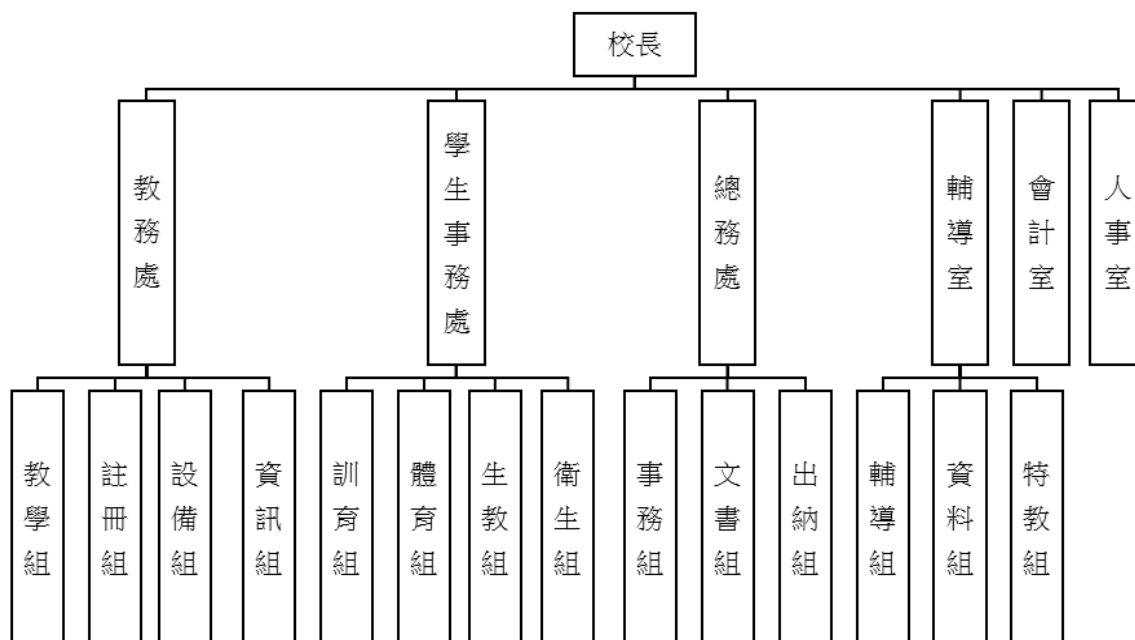 校長
教務處
學生事務處
總務處
輔導室
會計室
人事室
教學組
註冊組
設備組
資訊組
訓育組
體育組
生教組
衛生組
事務組
文書組
出納組
輔導組
資料組
特教組